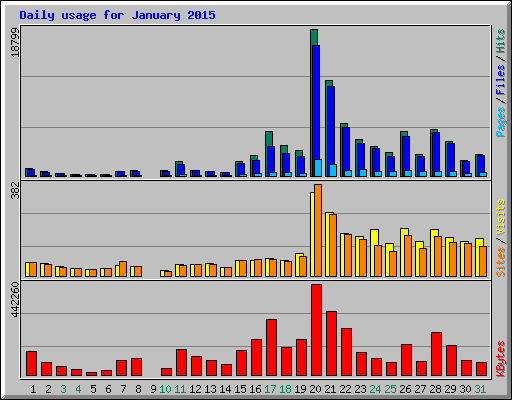 Daily usage for January 2015
18799
Pages / Files / Hits
382
Sites / Visits
442260
KBytes
1 2 3 4 5 6 7 8 9 10 11 12 13 14 15 16 17 18 19 20 21 22 23 24 25 26 27 28 29 30 31